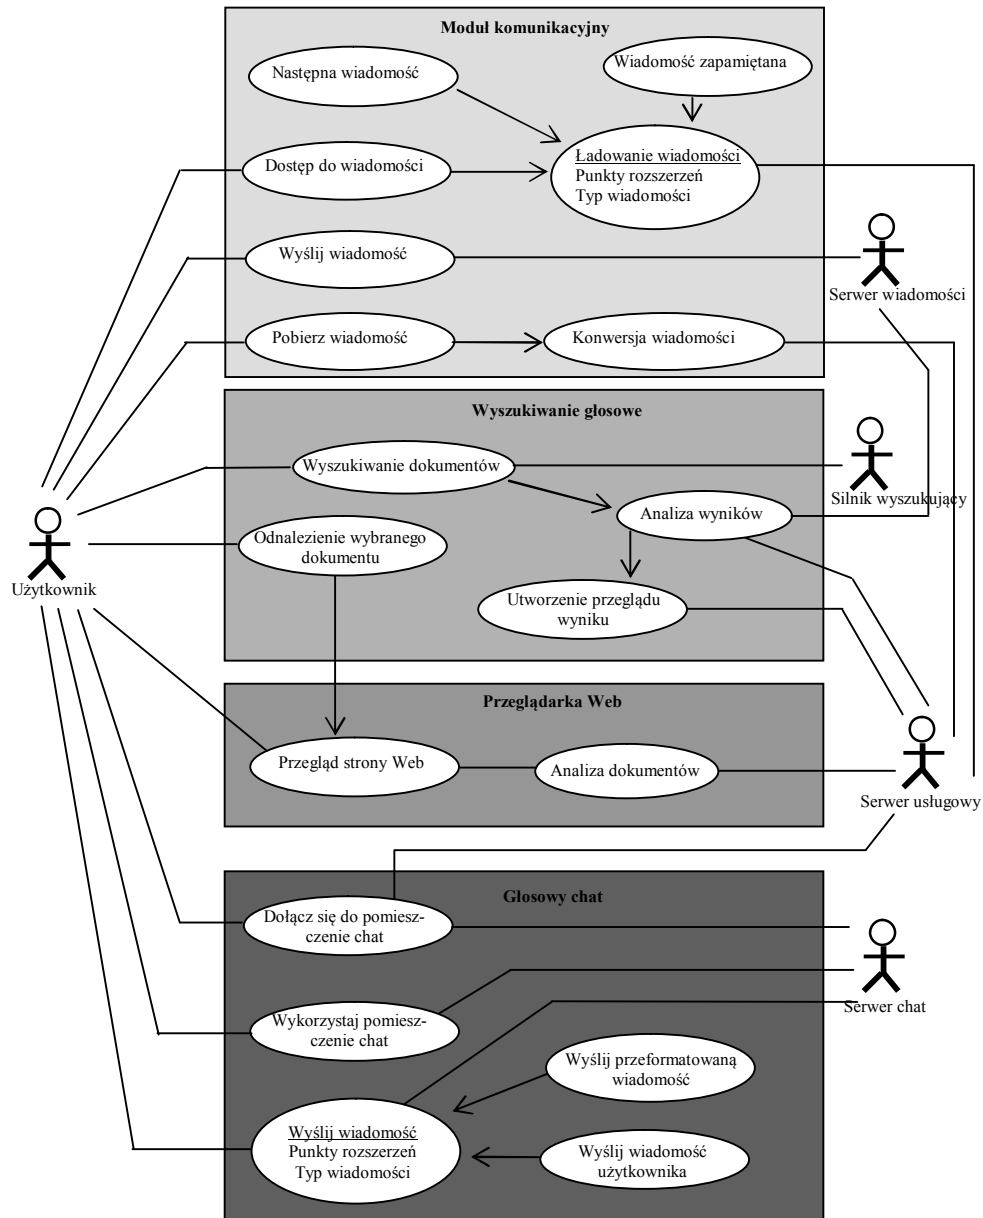 Moduł komunikacyjny
Następna wiadomość
Wiadomość zapamiętana
Dostęp do wiadomości
Ładowanie wiadomości
Punkty rozszerzeń
Typ wiadomości
Wyślij wiadomość
Serwer wiadomości
Pobierz wiadomość
Konwersja wiadomości
Wyszukiwanie głosowe
Wyszukiwanie dokumentów
Silnik wyszukujący
Analiza wyników
Odnalezienie wybranego
dokumentu
Użytkownik
Utworzenie przeglądu
wyniku
Przeglądarka Web
Przegląd strony Web
Analiza dokumentów
Serwer usługowy
Głosowy chat
Dołącz się do pomiesz-
czenie chat
Serwer chat
Wykorzystaj pomiesz-
czenie chat
Wyślij przeformatowaną
wiadomość
Wyślij wiadomość
Punkty rozszerzeń
Typ wiadomości
Wyślij wiadomość
użytkownika